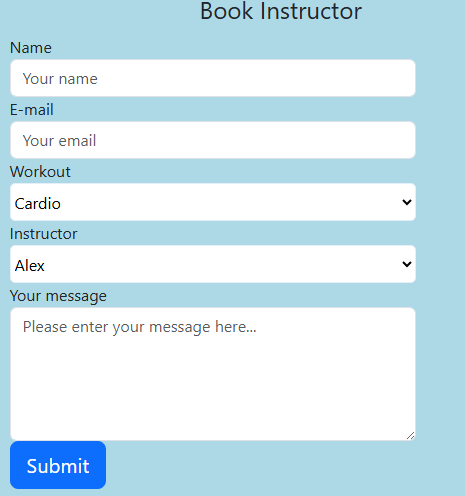 Book Instructor
Name
Your name
E-mail
Your email
Workout
Cardio
Instructor
Alex
Your message
Please enter your message here...
Submit